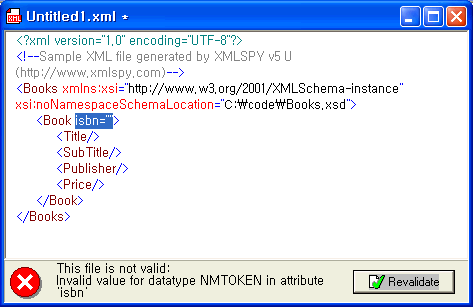 Untitled1.xml *
<?xml version="1.0" encoding="UTF-8"?>
<!--Sample XML file generated by XMLSPY v5 U
(http://www.xmlspy.com)-->
<Books xmlns:xsi="http://www.w3.org/2001/XMLSchema-instance"
xsi:noNamespaceSchemaLocation="C:₩code₩Books.xsd">
<Book isbn="">
<Title/>
<SubTitle/>
<Publisher/>
<Price/>
</Book>
</Books>
This file is not valid:
Invalid value for datatype NMTOKEN in attribute
'isbn'
Revalidate